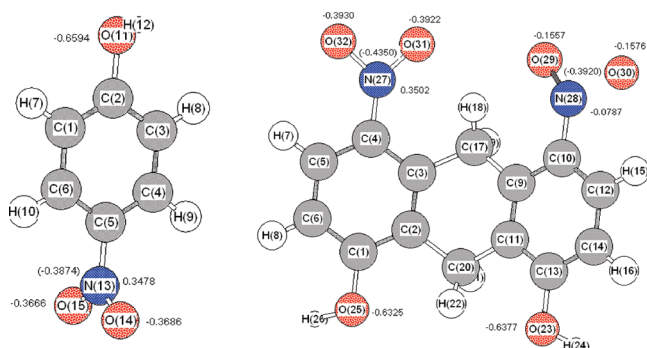 H(12)
O(11)
-0.6594
C(2)
H(7)
H(8)
C(1)
C(3)
C(6)
C(4)
H(10)
H(9)
C(5)
(-0.3874)
N(13)
0.3478
-0.3666
O(15)
O(14)
-0.3686
-0.3930
-0.3922
O(32)
O(31)
(-0.4350)
N(27)
0.3502
H(18)
H(7)
C(4)
C(17)
9)
C(5)
C(3)
C(6)
C(2)
H(8)
C(1)
C(20)
1)
H(22)
H(26)
O(25)
-0.6325
-0.1557
O(29)
-0.1576
(-0.3920)
O(30)
N(28)
-0.0787
C(10)
H(15)
C(9)
C(12)
C(11)
C(14)
C(13)
H(16)
-0.6377
O(23)
H(24)